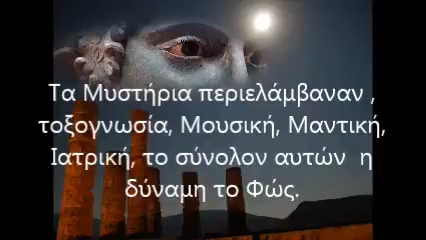 Τα Μυστήρια περιελάμβαναν ,
τοξογνωσία, Μουσική, Μαντική,
Ιατρική, το σύνολον αυτών  η
δύναμη το Φώς.